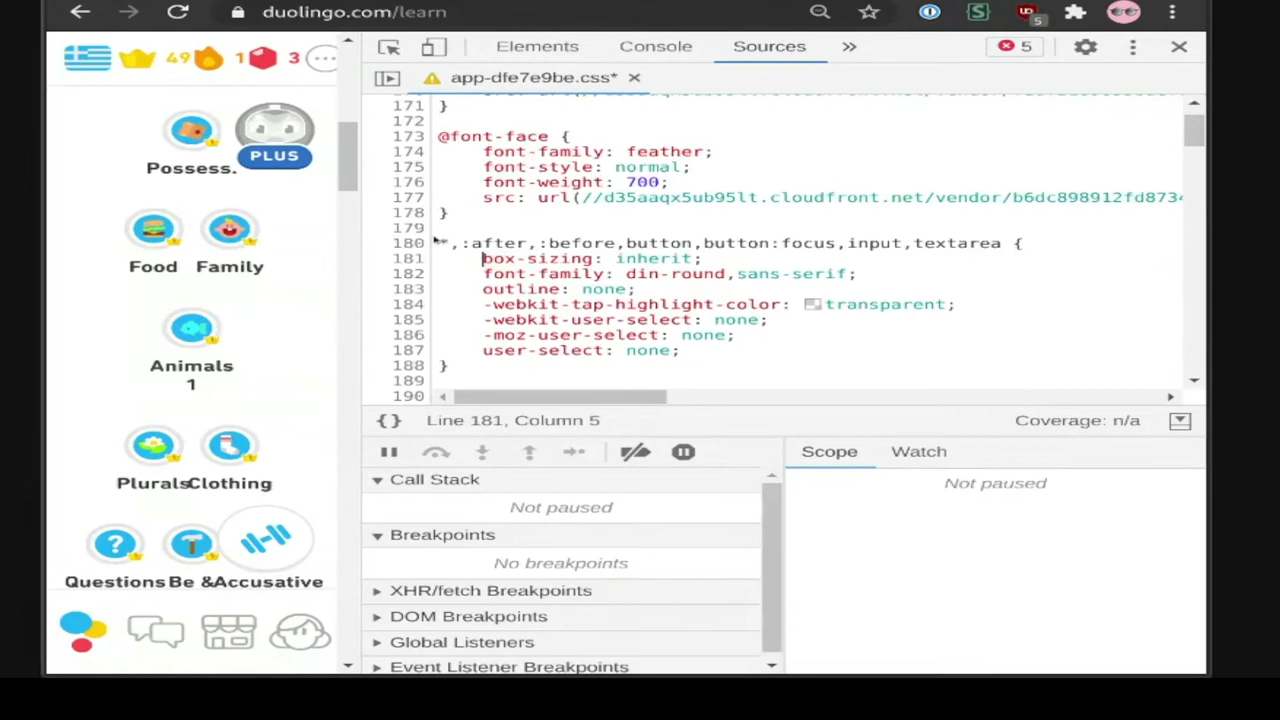 duolingo.com/learn
5
49 1 3
PLUS
Possess.
Food Family
Animals
1
Plurals Clothing
Questions Be & Accusative
Elements Console Sources » 5
app-dfe7e9be.css*
171 }
172
173 @font-face {
174 font-family: feather;
175 font-style: normal;
176 font-weight: 700;
177 src: url(//d35aaqx5ub95lt.cloudfront.net/vendor/b6dc898912fd8734
178 }
179
180 *,:after,:before,button,button:focus,input,textarea {
181 box-sizing: inherit;
182 font-family: din-round,sans-serif;
183 outline: none;
184 -webkit-tap-highlight-color: transparent;
185 -webkit-user-select: none;
186 -moz-user-select: none;
187 user-select: none;
188 }
189
190
{} Line 181, Column 5 Coverage: n/a
Call Stack
Not paused
Breakpoints
No breakpoints
XHR/fetch Breakpoints
DOM Breakpoints
Global Listeners
Event Listener Breakpoints
Scope Watch
Not paused